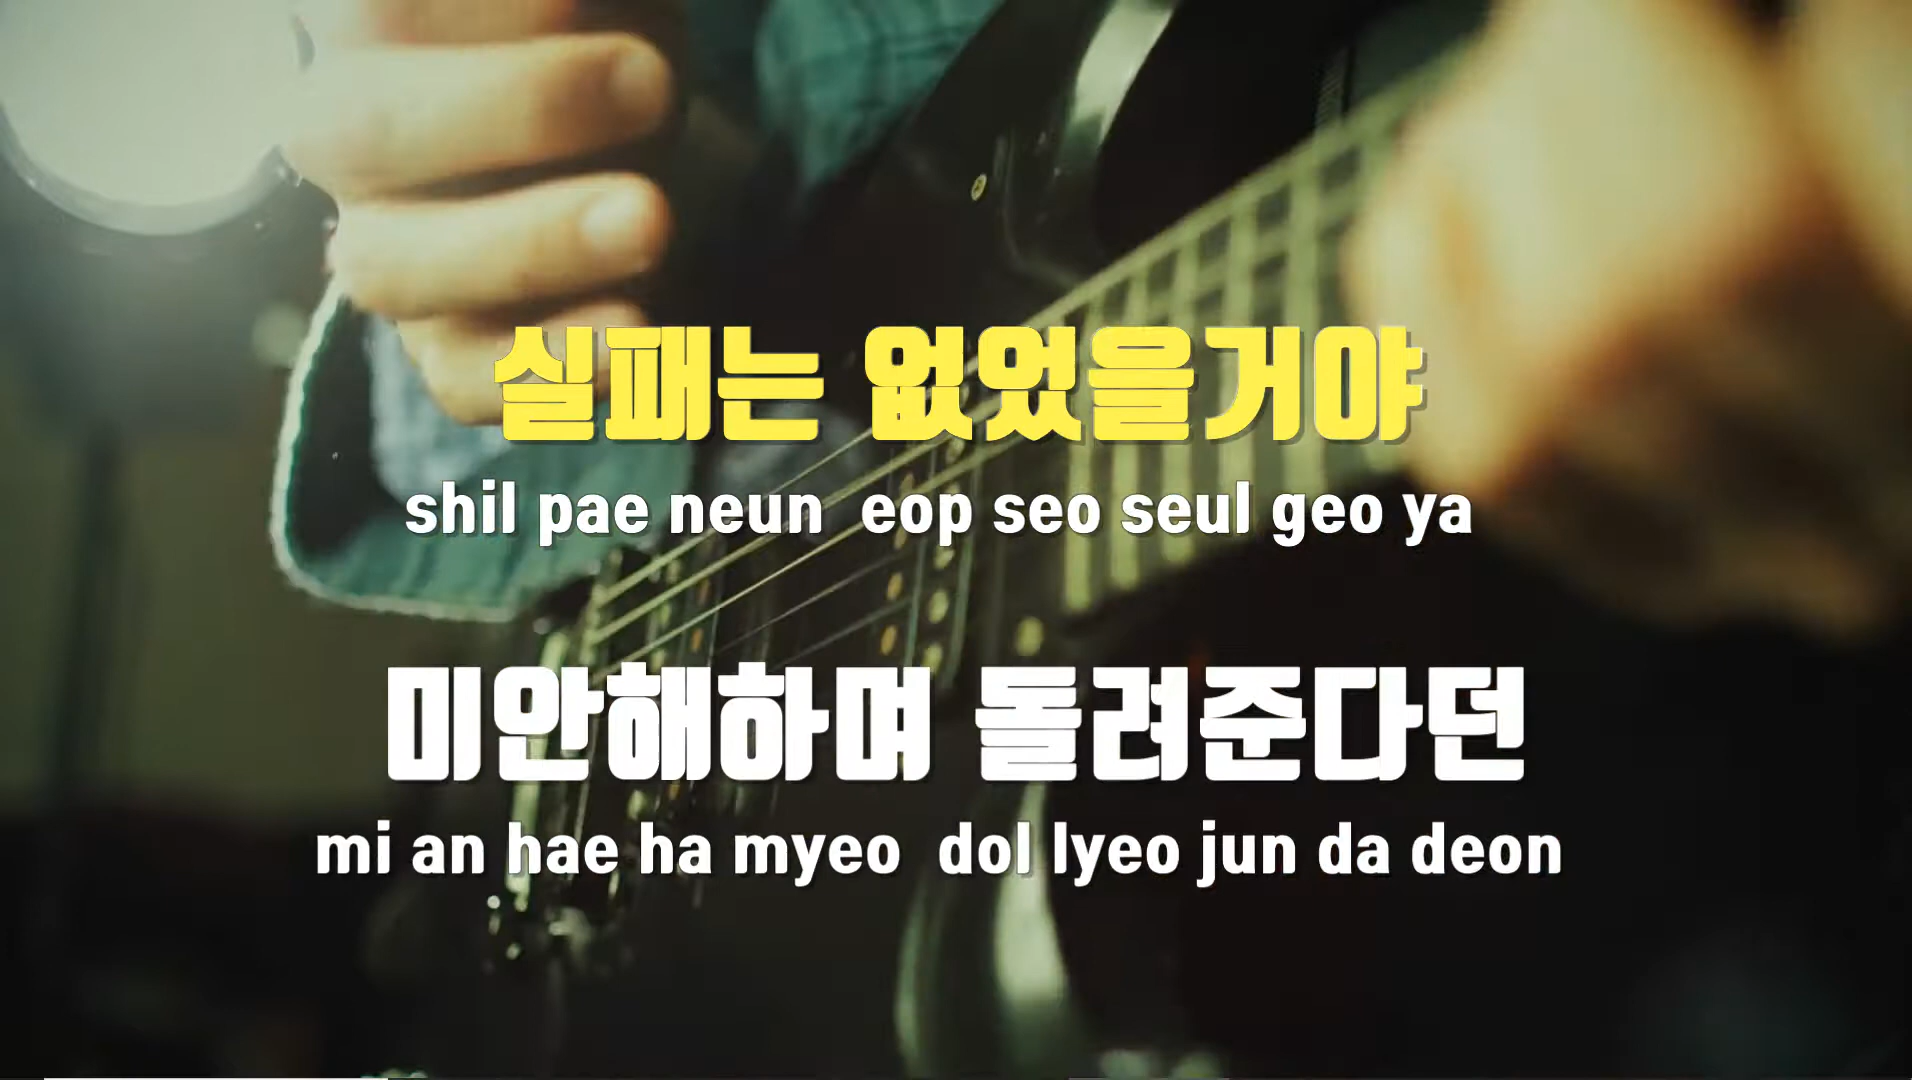 실패는 없었을거야
shil pae neun  eop seo seul geo ya
미안해하며 돌려준다던
mi an hae ha myeo  dol lyeo jun da deon